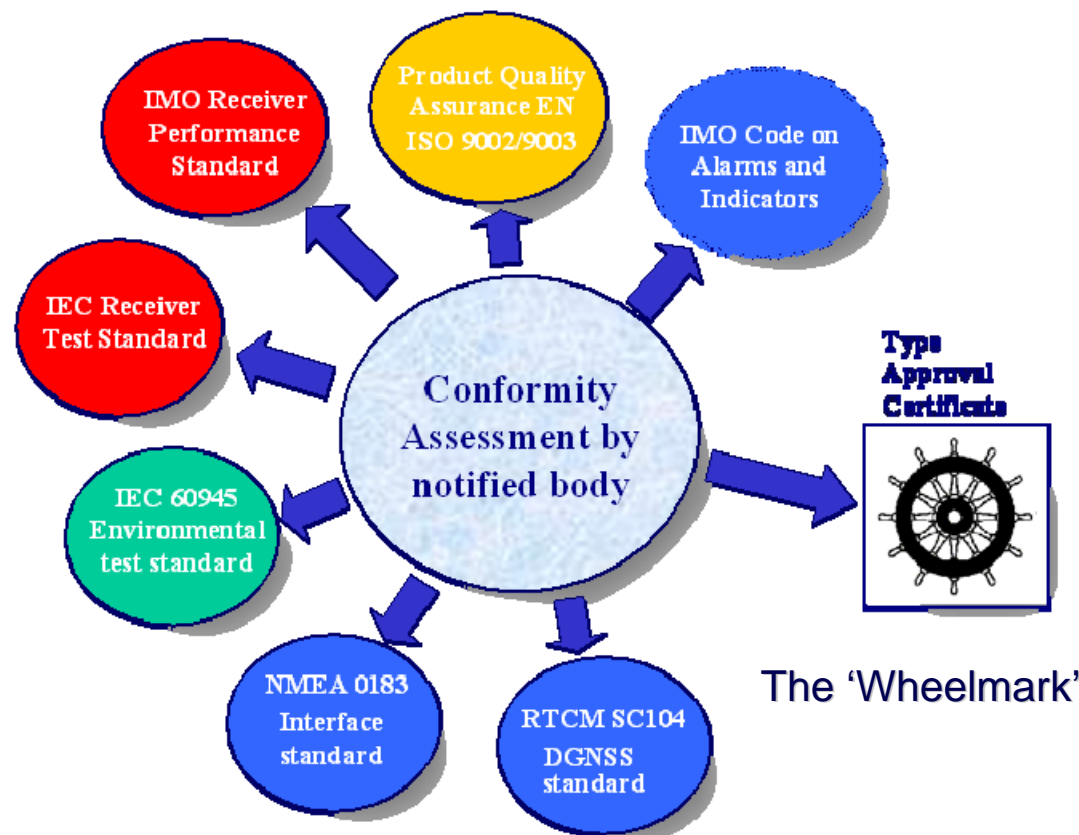 IMO Receiver
Performance
Standard
Product Quality
Assurance EN
ISO 9002/9003
IMO Code on
Alarms and
Indicators
IEC Receiver
Test Standard
Conformity
Assessment by
notified body
Type
Approval
Certificate
IEC 60945
Environmental
test standard
NMEA 0183
Interface
standard
RTCM SC104
DGNSS
standard
The ‘Wheelmark’